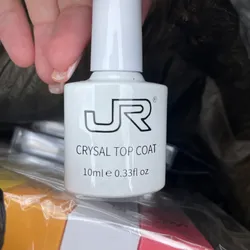 JR®
CRYSAL TOP COAT
10ml ℮ 0.33fl oz